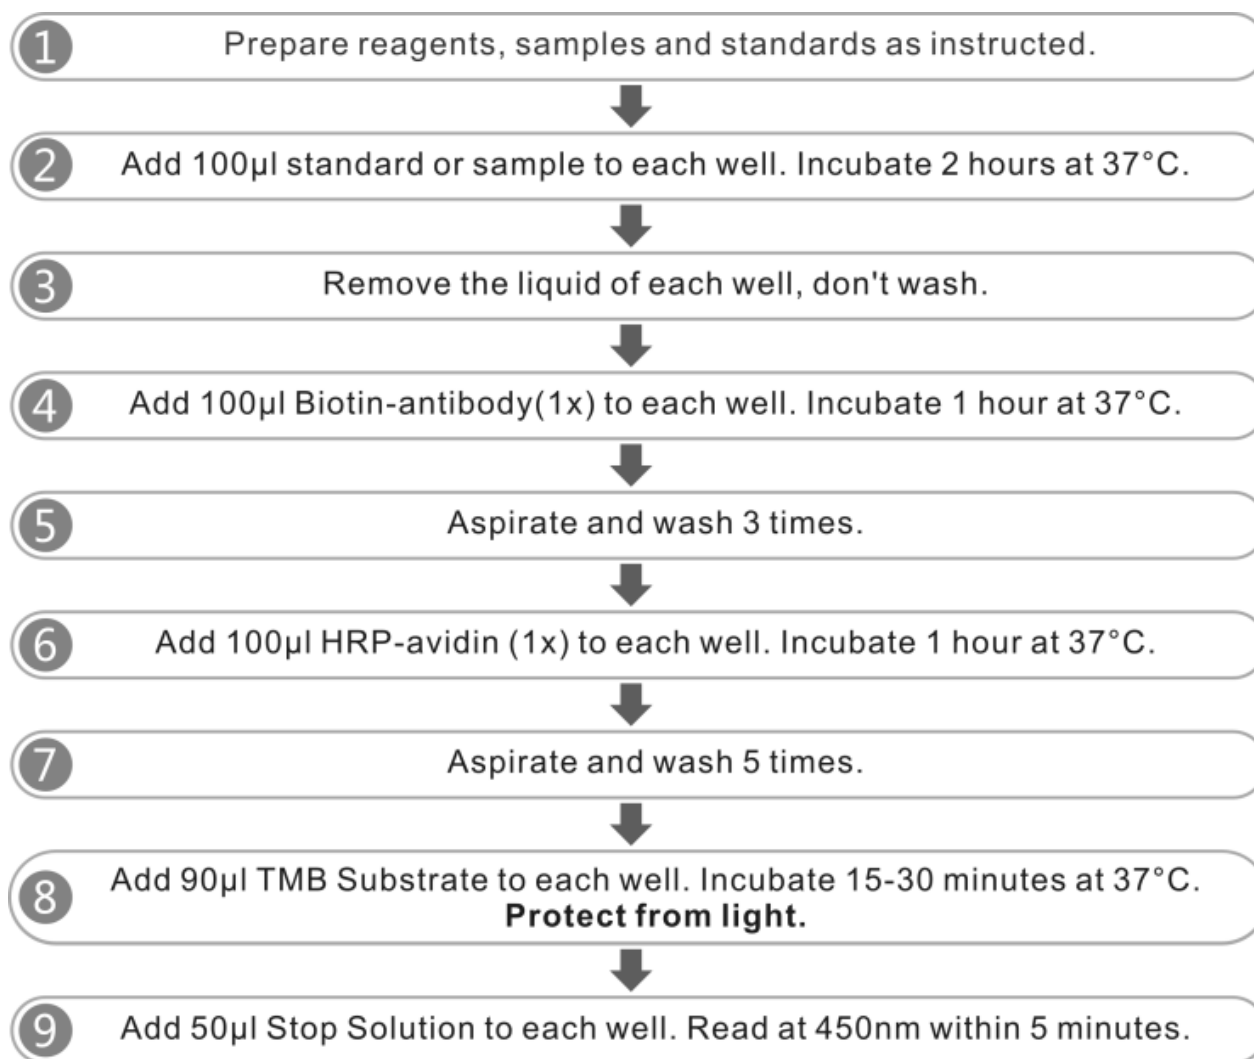 1 Prepare reagents, samples and standards as instructed.
2 Add 100µl standard or sample to each well. Incubate 2 hours at 37°C.
3 Remove the liquid of each well, don't wash.
4 Add 100µl Biotin-antibody(1x) to each well. Incubate 1 hour at 37°C.
5 Aspirate and wash 3 times.
6 Add 100µl HRP-avidin (1x) to each well. Incubate 1 hour at 37°C.
7 Aspirate and wash 5 times.
8 Add 90µl TMB Substrate to each well. Incubate 15-30 minutes at 37°C.
Protect from light.
9 Add 50µl Stop Solution to each well. Read at 450nm within 5 minutes.